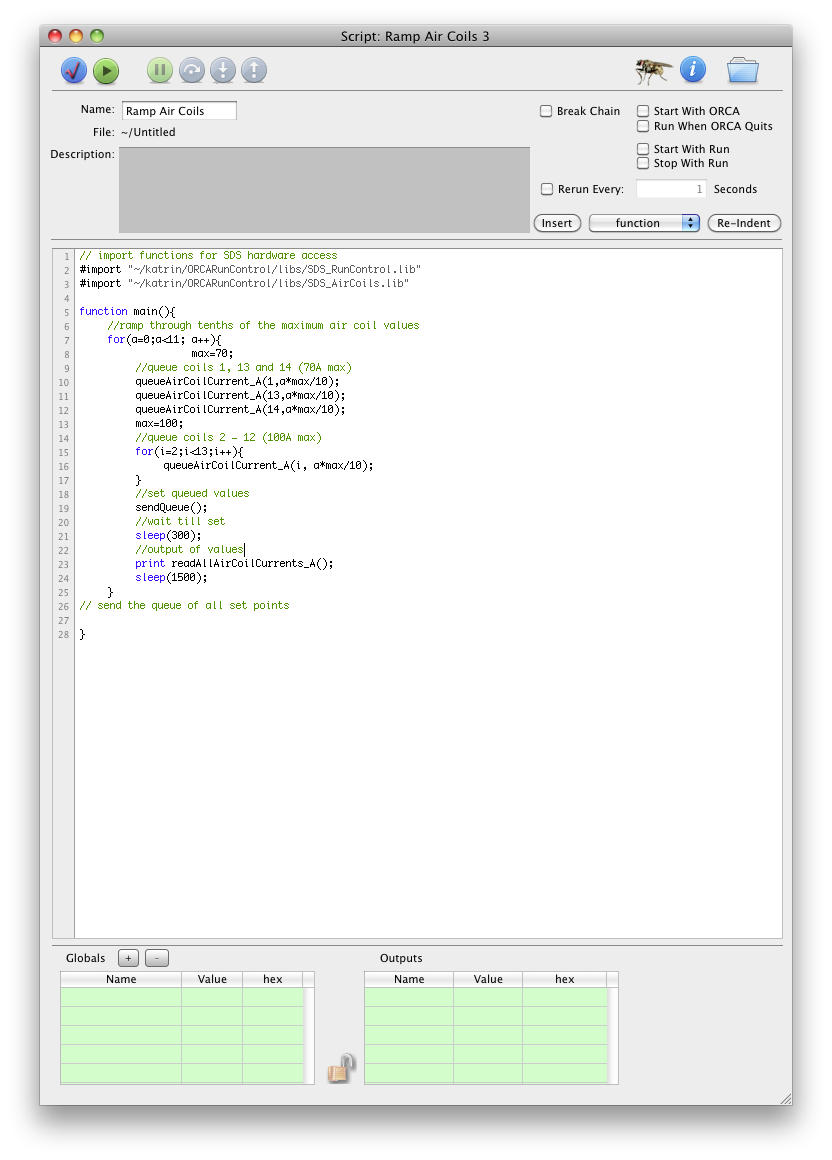 Script: Ramp Air Coils 3
Name: Ramp Air Coils
File: ~/Untitled
Description:
Break Chain
Start With ORCA
Run When ORCA Quits
Start With Run
Stop With Run
Rerun Every: 1 Seconds
Insert function Re-Indent
1 // import functions for SDS hardware access
2 #import "~/katrin/ORCARunControl/libs/SDS_RunControl.lib"
3 #import "~/katrin/ORCARunControl/libs/SDS_AirCoils.lib"
4
5 function main(){
6 //ramp through tenths of the maximum air coil values
7 for(a=0;a<11; a++){
8 max=70;
9 //queue coils 1, 13 and 14 (70A max)
10 queueAirCoilCurrent_A(1,a*max/10);
11 queueAirCoilCurrent_A(13,a*max/10);
12 queueAirCoilCurrent_A(14,a*max/10);
13 max=100;
14 //queue coils 2 - 12 (100A max)
15 for(i=2;i<13;i++){
16 queueAirCoilCurrent_A(i, a*max/10);
17 }
18 //set queued values
19 sendQueue();
20 //wait till set
21 sleep(300);
22 //output of values
23 print readAllAirCoilCurrents_A();
24 sleep(1500);
25 }
26 // send the queue of all set points
27
28 }
Globals + -
Name Value hex
Outputs
Name Value hex